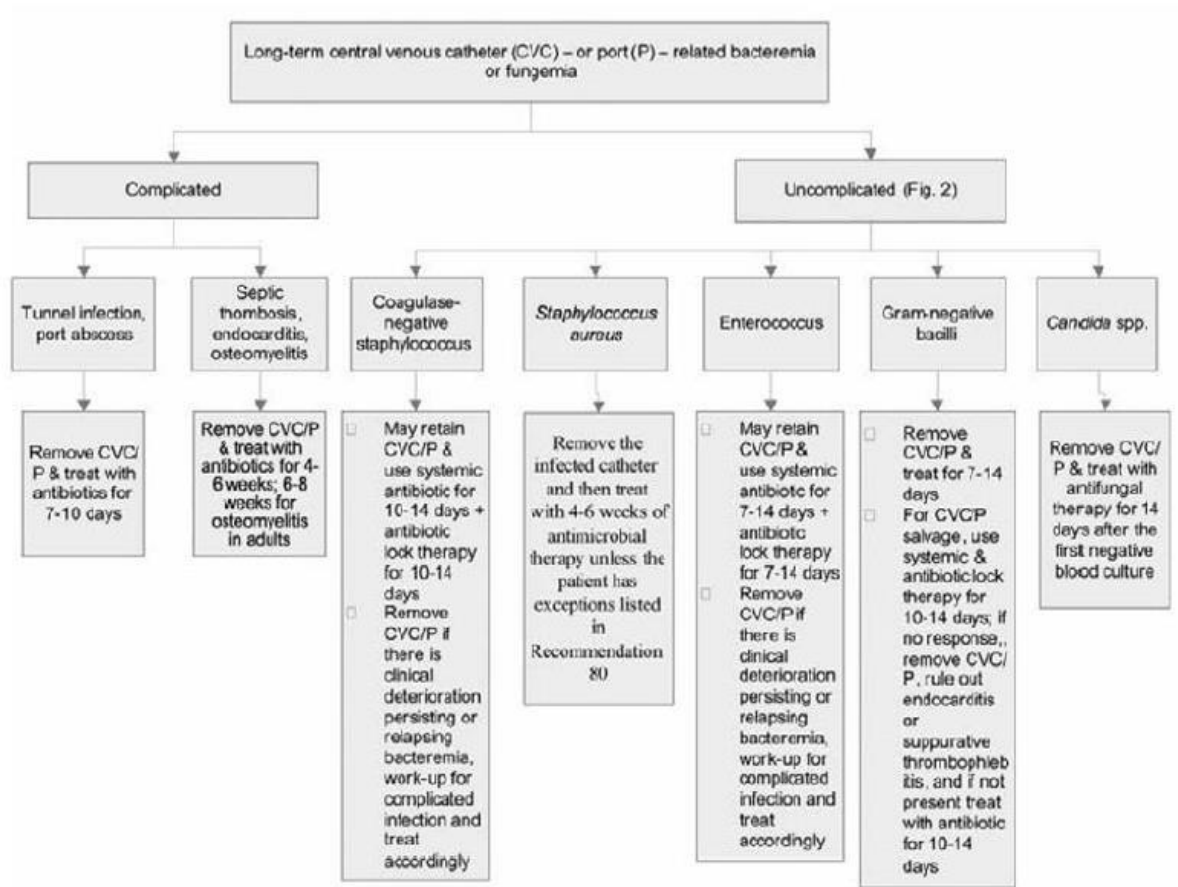 Long-term central venous catheter (CVC) – or port (P) – related bacteremia
or fungemia
Complicated
Uncomplicated (Fig. 2)
Tunnel infection,
port abscess
Septic
thombosis,
endocarditis,
osteomyelitis
Coagulase-
negative
staphylococcus
Staphylococcus
aureus
Enterococcus
Gram-negative
bacilli
Candida spp.
Remove CVC/
P & treat with
antibiotics for
7-10 days
Remove CVC/P
& treat with
antibiotics for 4-
6 weeks; 6-8
weeks for
osteomyelitis
in adults
May retain
CVC/P &
use systemic
antibiotic for
10-14 days +
antibiotic
lock therapy
for 10-14
days
Remove
CVC/P if
there is
clinical
deterioration
persisting or
relapsing
bacteremia,
work-up for
complicated
infection and
treat
accordingly
Remove the
infected catheter
and then treat
with 4-6 weeks of
antimicrobial
therapy unless the
patient has
exceptions listed
in
Recommendation
80
May retain
CVC/P &
use systemic
antibiotic for
7-14 days +
antibiotic
lock therapy
for 7-14 days
Remove
CVC/P if
there is
clinical
deterioration
persisting or
relapsing
bacteremia,
work-up for
complicated
infection and
treat
accordingly
Remove
CVC/P &
treat for 7-14
days
For CVC/P
salvage, use
systemic &
antibiotic lock
therapy for
10-14 days; if
no response,,
remove CVC/
P, rule out
endocarditis
or
suppurative
thrombophleb
itis, and if not
present treat
with antibiotic
for 10-14
days
Remove CVC/
P & treat with
antifungal
therapy for 14
days after the
first negative
blood culture